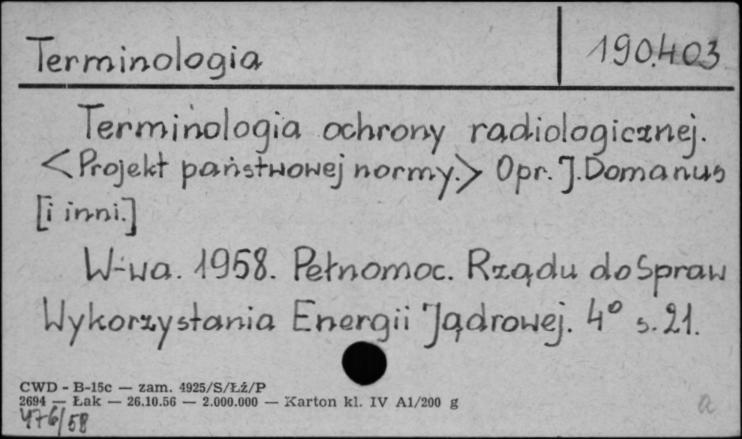 Terminologia 190.403
Terminologia ochrony radiologicznej.
<Projekt państwowej normy.> Opr. J. Domanus
[i inni.]
W-wa. 1958. Pełnomoc. Rządu do Spraw
Wykorzystania Energii Jądrowej. 4° s. 21.
CWD - B-15c — zam. 4925/S/Łź/P
2694 — Łak — 26.10.56 — 2.000.000 — Karton kl. IV A1/200 g
476/58
a